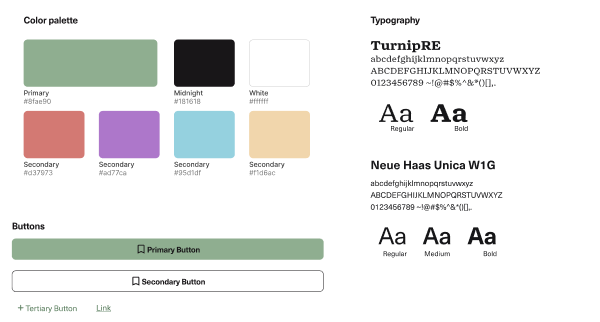 Color palette
Primary
#8fae90
Midnight
#181618
White
#ffffff
Secondary
#d37973
Secondary
#ad77ca
Secondary
#95d1df
Secondary
#f1d6ac
Buttons
Primary Button
Secondary Button
+ Tertiary Button
Link
Typography
TurnipRE
abcdefghijklmnopqrstuvwxyz
ABCDEFGHIJKLMNOPQRSTUVWXYZ
0123456789 ~!@#$%^&*()[],.
Aa Aa
Regular Bold
Neue Haas Unica W1G
abcdefghijklmnopqrstuvwxyz
ABCDEFGHIJKLMNOPQRSTUVWXYZ
0123456789 ~!@#$%^&*()[],.
Aa Aa Aa
Regular Medium Bold